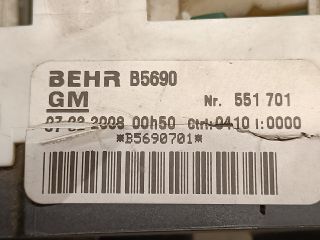 BEHR B5690
GM Nr. 551 701
07-02-2008 00h50 Ctrl:0410 I:0000
*B5690701*